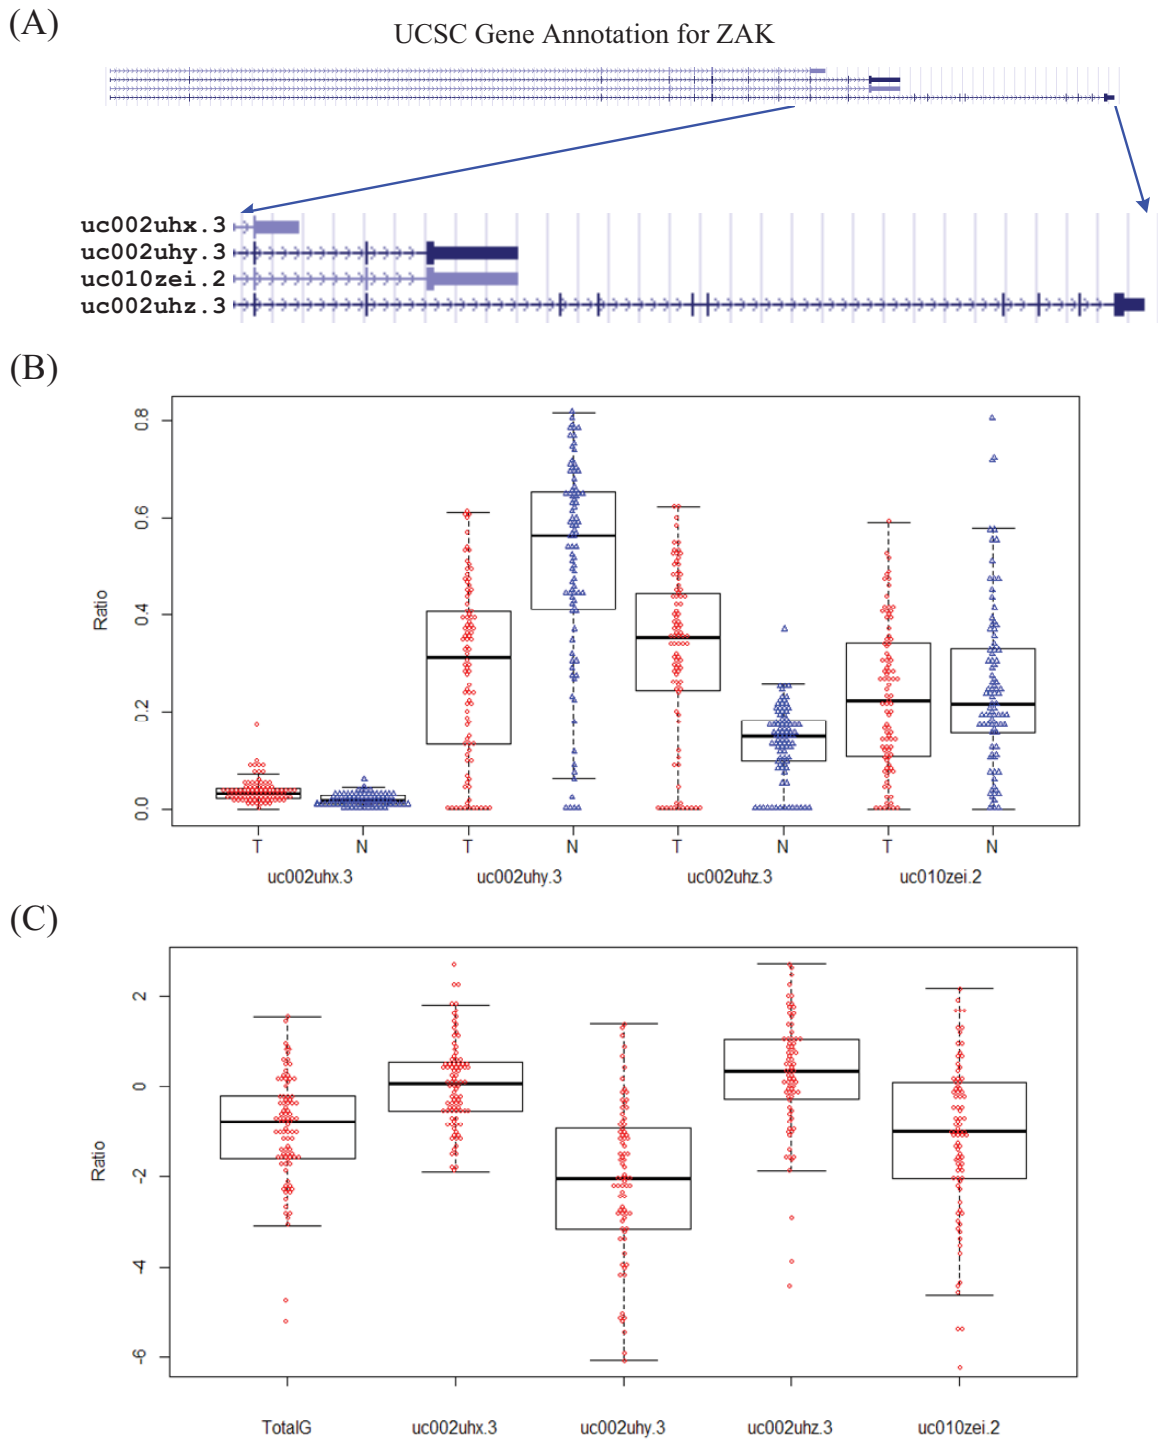 (A)
UCSC Gene Annotation for ZAK
uc002uhx.3
uc002uhy.3
uc010zei.2
uc002uhz.3
(B)
Ratio
0.8
0.6
0.4
0.2
0.0
T N T N T N T N
uc002uhx.3 uc002uhy.3 uc002uhz.3 uc010zei.2
(C)
Ratio
2
0
-2
-4
-6
TotalG uc002uhx.3 uc002uhy.3 uc002uhz.3 uc010zei.2